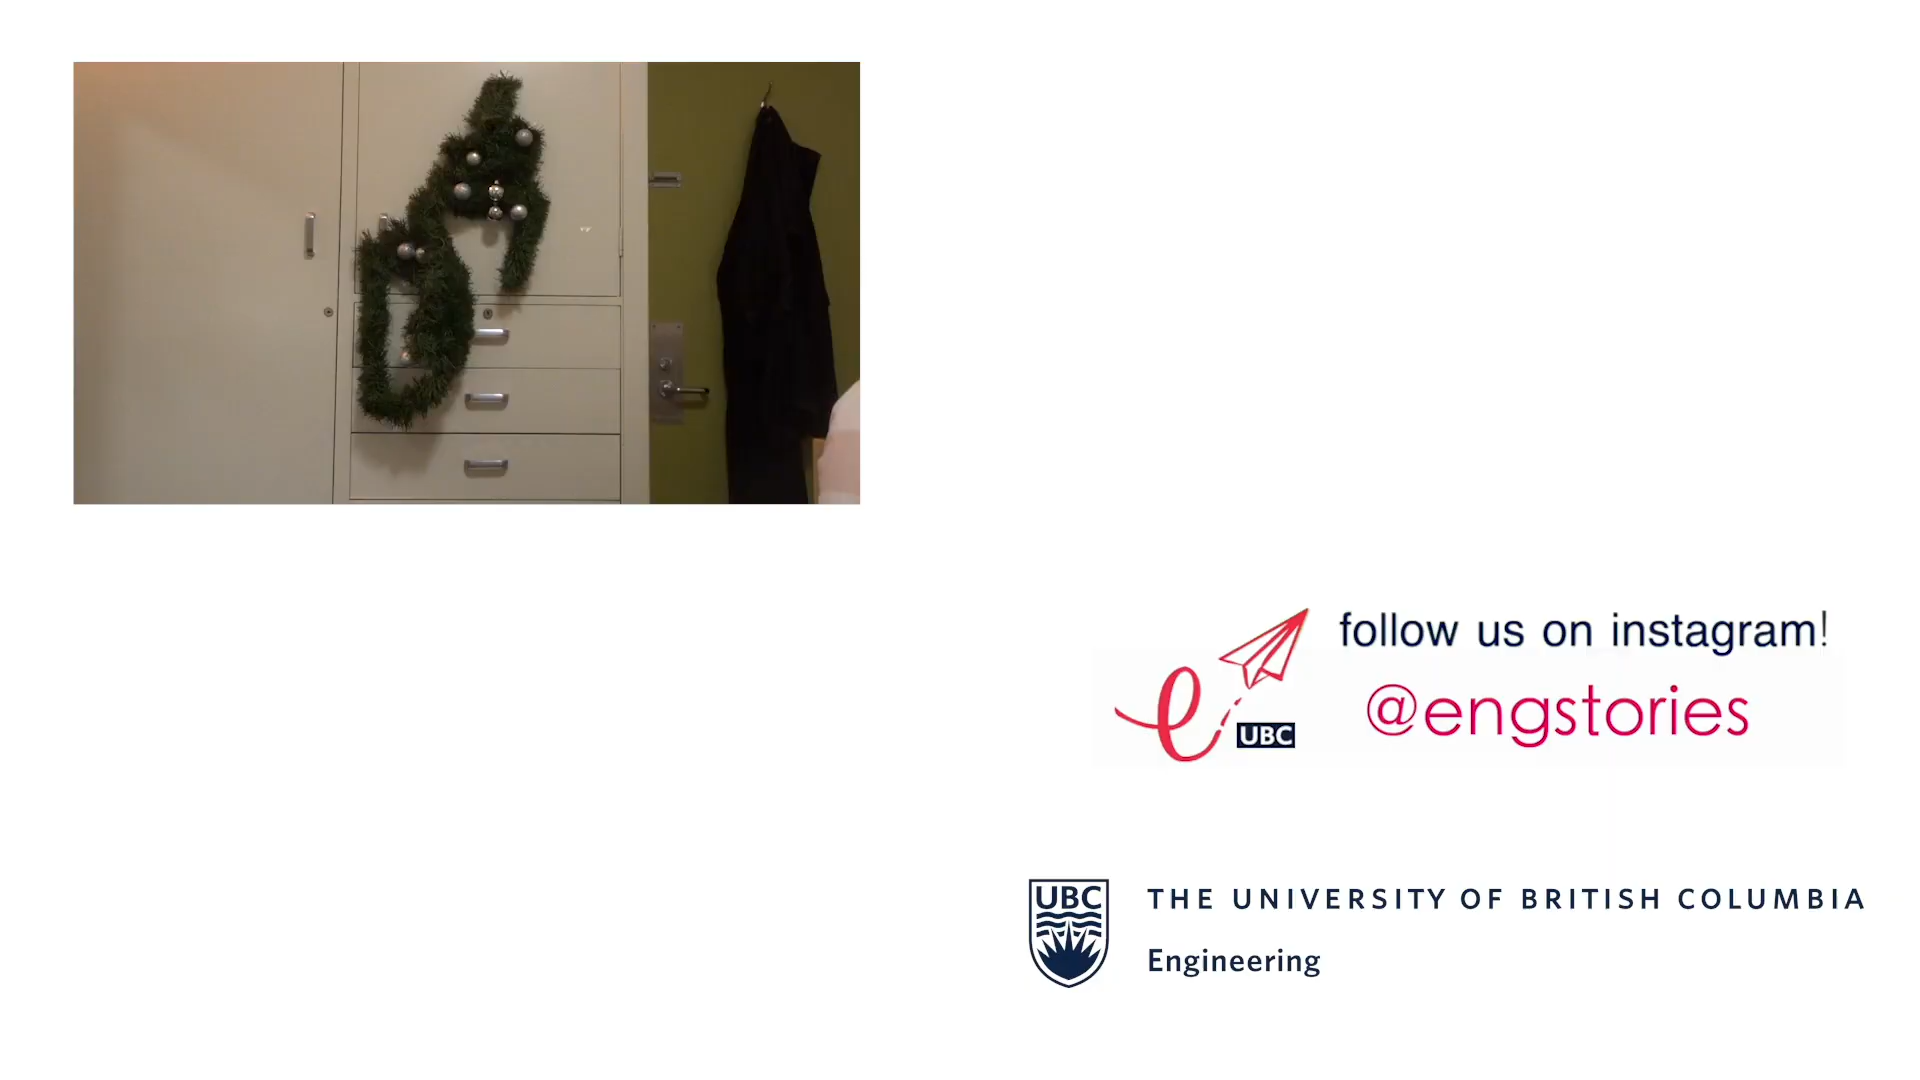 follow us on instagram!
@engstories
UBC
UBC
THE UNIVERSITY OF BRITISH COLUMBIA
Engineering